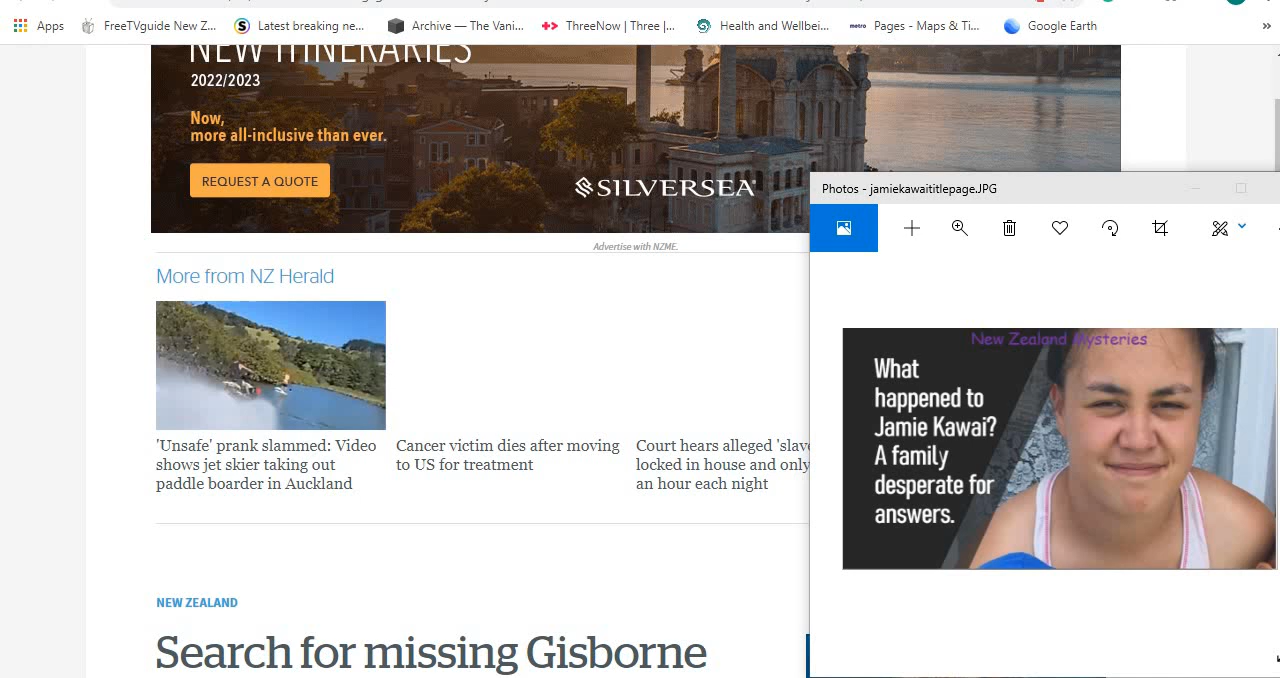 Apps
FreeTVguide New Z...
Latest breaking ne...
Archive — The Vani...
ThreeNow | Three |...
Health and Wellbei...
metro
Pages - Maps & Ti...
Google Earth
»
NEW ITINERARIES
2022/2023
Now,
more all-inclusive than ever.
REQUEST A QUOTE
SILVERSEA®
Advertise with NZME.
More from NZ Herald
'Unsafe' prank slammed: Video
shows jet skier taking out
paddle boarder in Auckland
Cancer victim dies after moving
to US for treatment
Court hears alleged 'slav
locked in house and only
an hour each night
NEW ZEALAND
Search for missing Gisborne
Photos - jamiekawaititlepage.JPG
New Zealand Mysteries
What
happened to
Jamie Kawai?
A family
desperate for
answers.